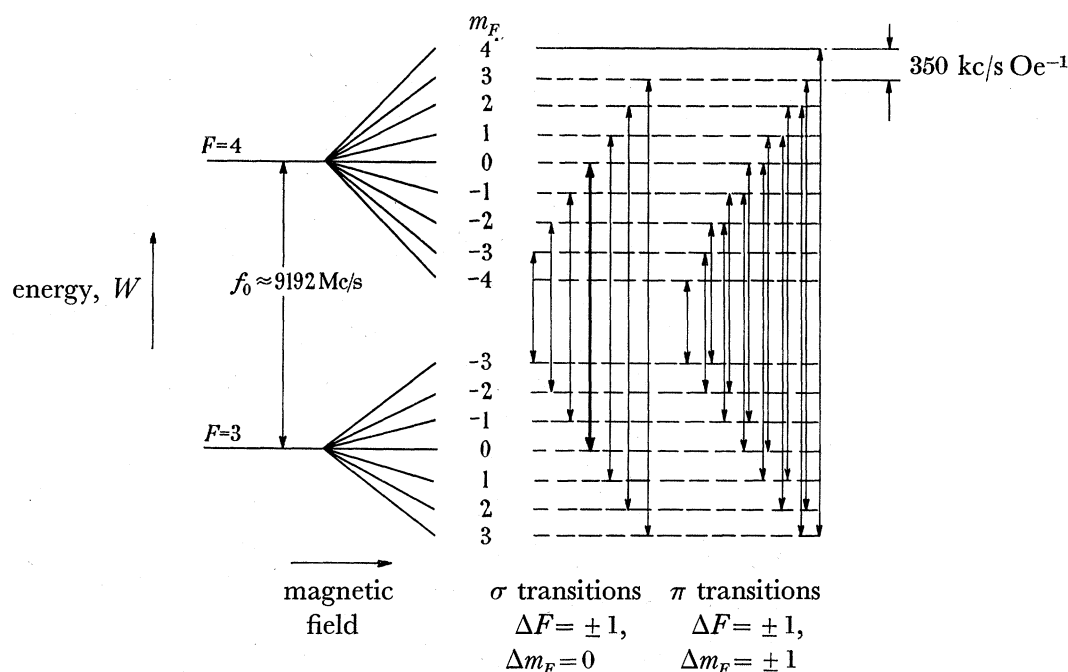 m_F
4
3
2
1
0
-1
-2
-3
-4
-3
-2
-1
0
1
2
3
350 kc/s Oe⁻¹
F=4
energy, W
f₀≈9192 Mc/s
F=3
magnetic
field
σ transitions
ΔF= ±1,
Δm_F=0
π transitions
ΔF= ±1,
Δm_F= ±1